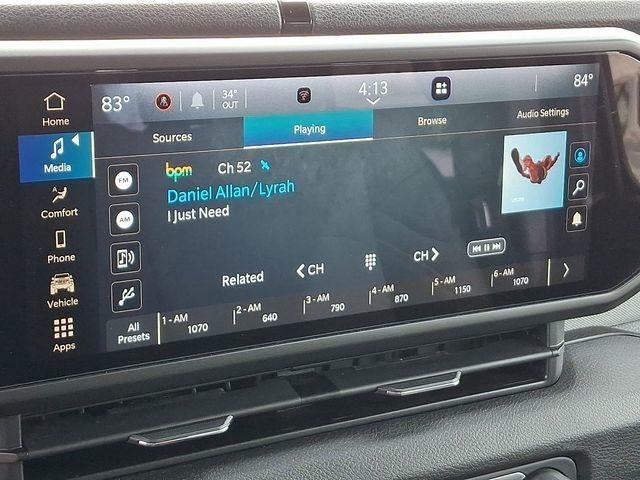 83° 34° OUT 4:13 84°
Home
Sources Playing Browse Audio Settings
Media
FM
bpm Ch 52
Daniel Allan/Lyrah
I Just Need
AM
Comfort
Phone
Related CH CH
Vehicle
All Presets
1 - AM 1070
2 - AM 640
3 - AM 790
4 - AM 870
5 - AM 1150
6 - AM 1070
Apps